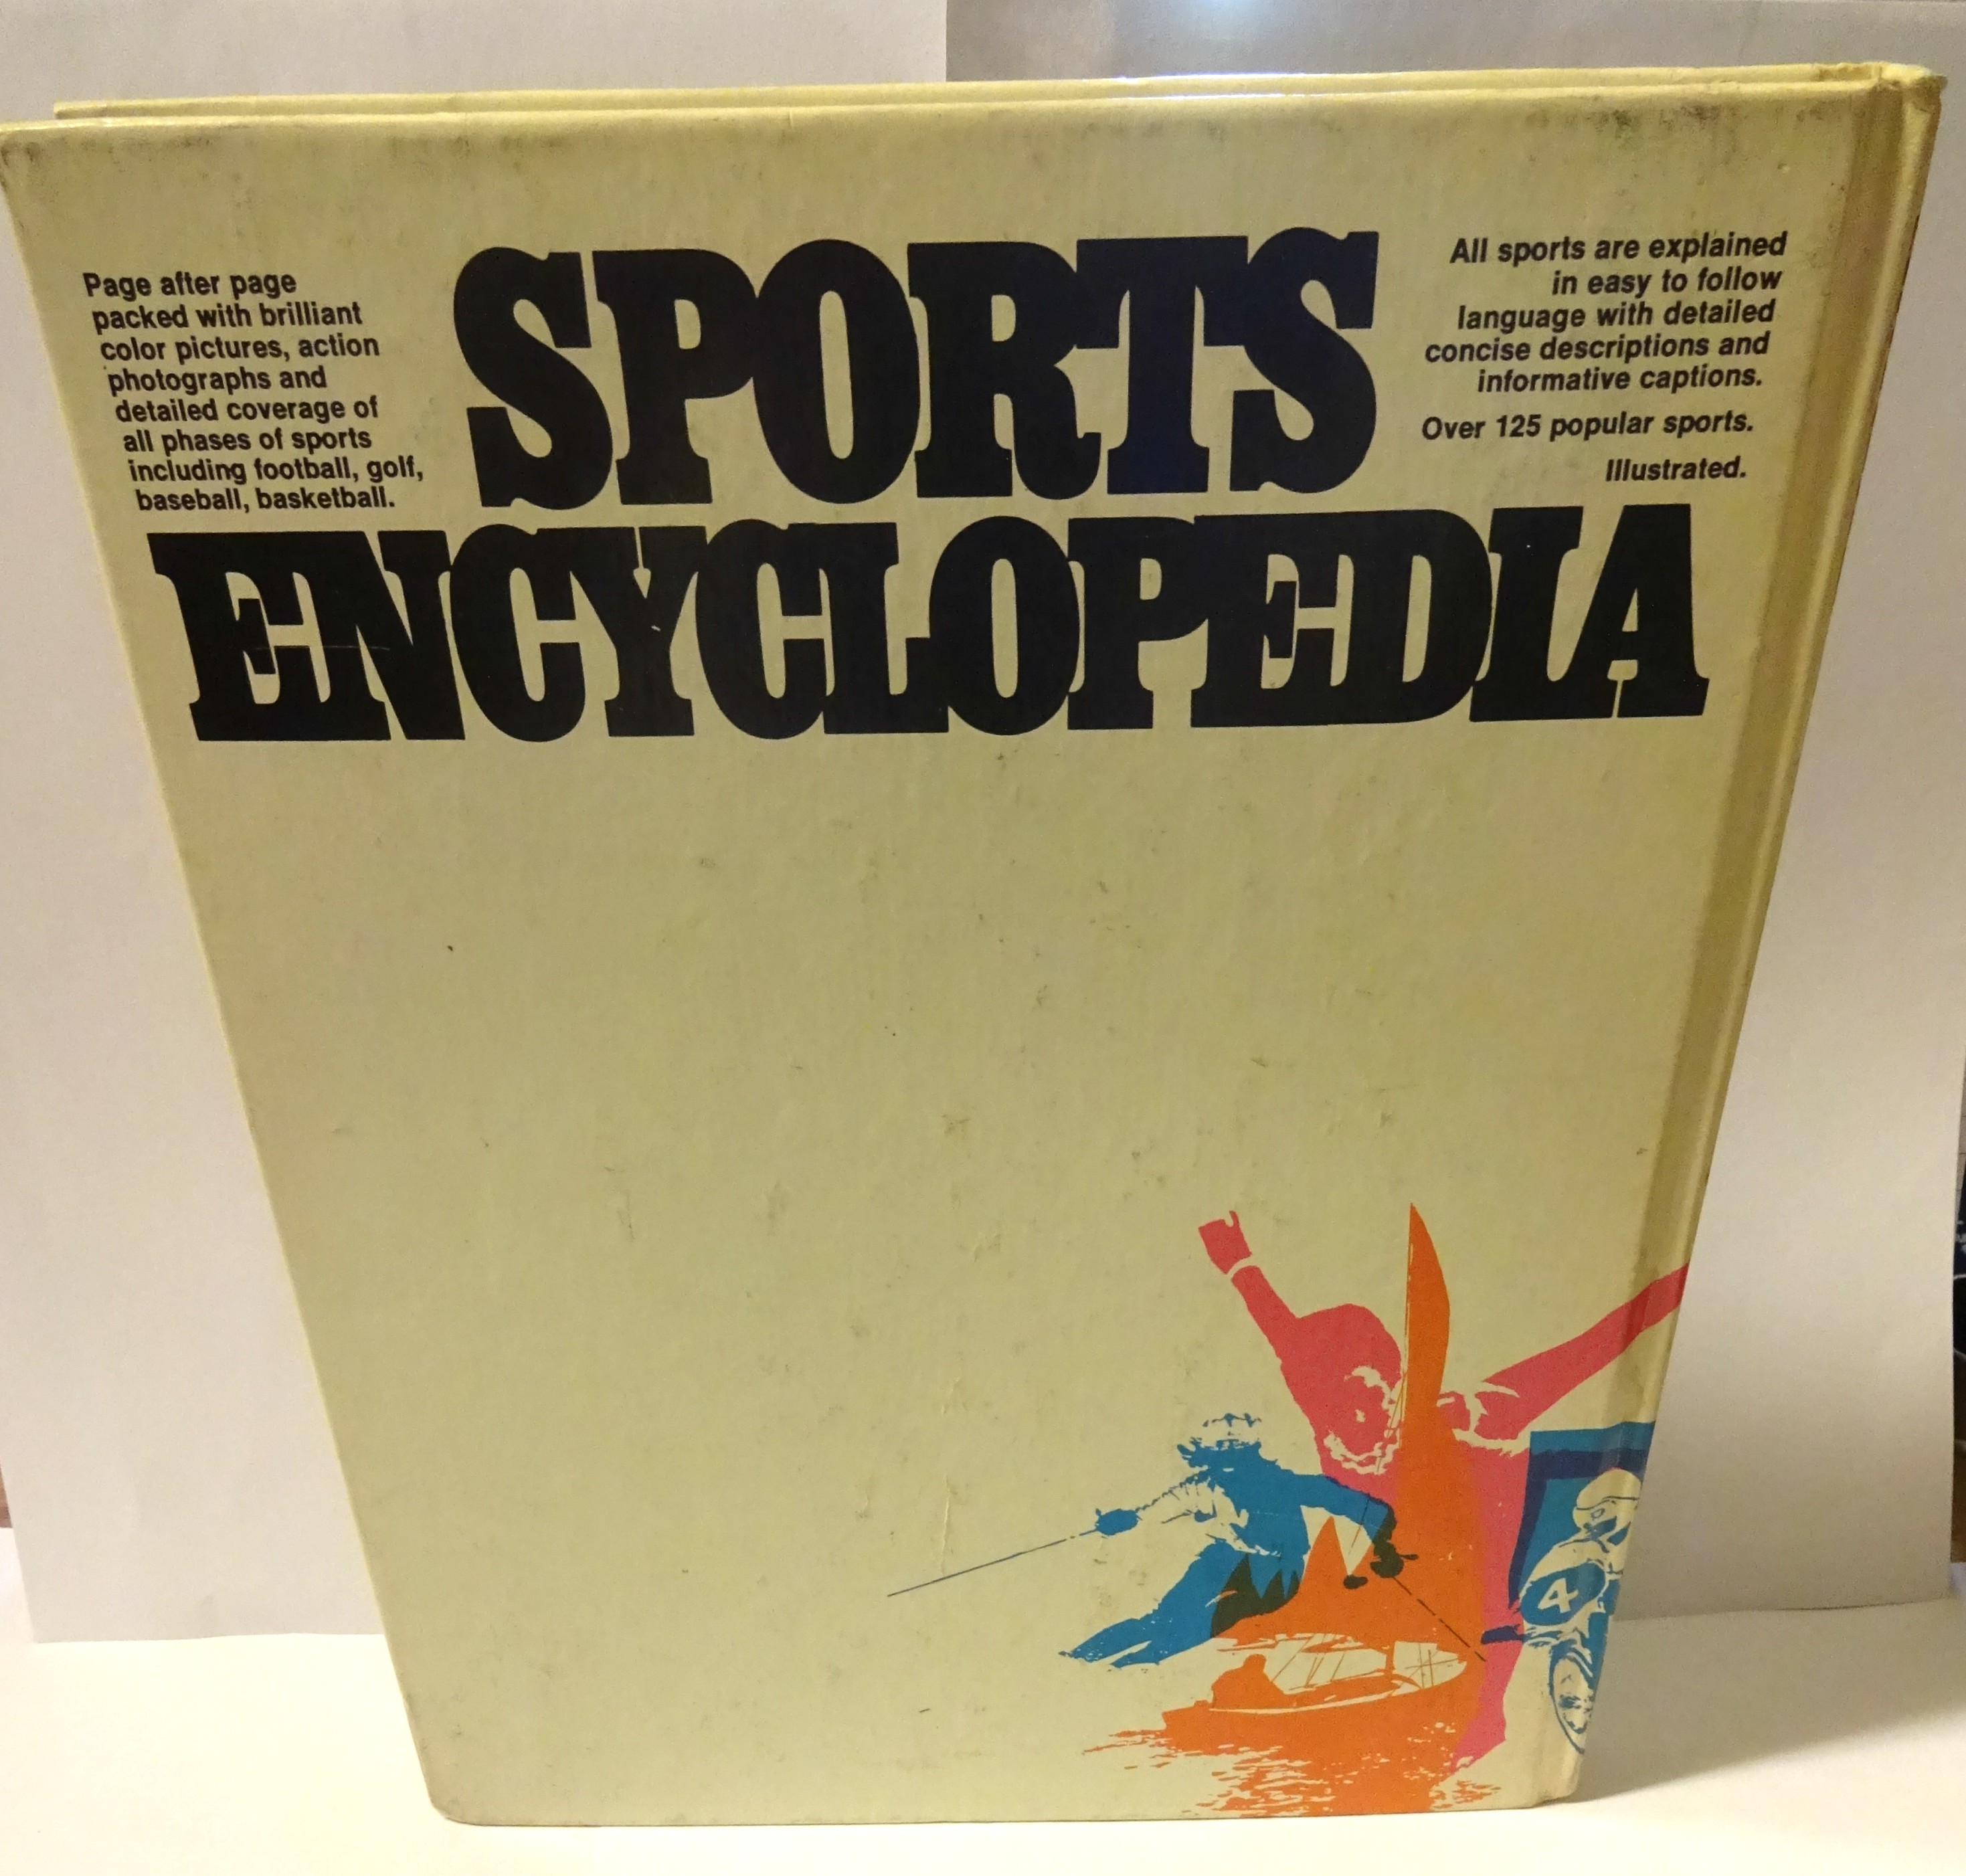 Page after page
packed with brilliant
color pictures, action
photographs and
detailed coverage of
all phases of sports
including football, golf,
baseball, basketball.
SPORTS
ENCYCLOPEDIA
All sports are explained
in easy to follow
language with detailed
concise descriptions and
informative captions.
Over 125 popular sports.
Illustrated.
4